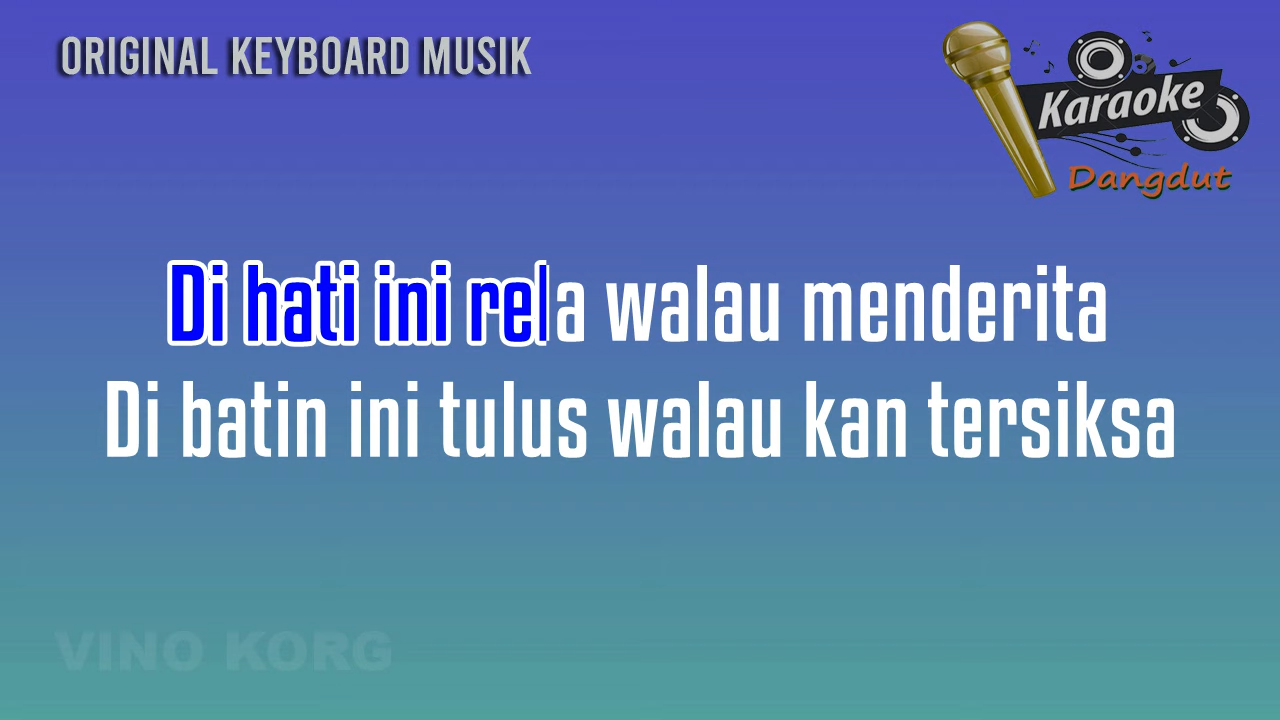 ORIGINAL KEYBOARD MUSIK
Karaoke
Dangdut
Di hati ini rela walau menderita
Di batin ini tulus walau kan tersiksa
VINO KORG